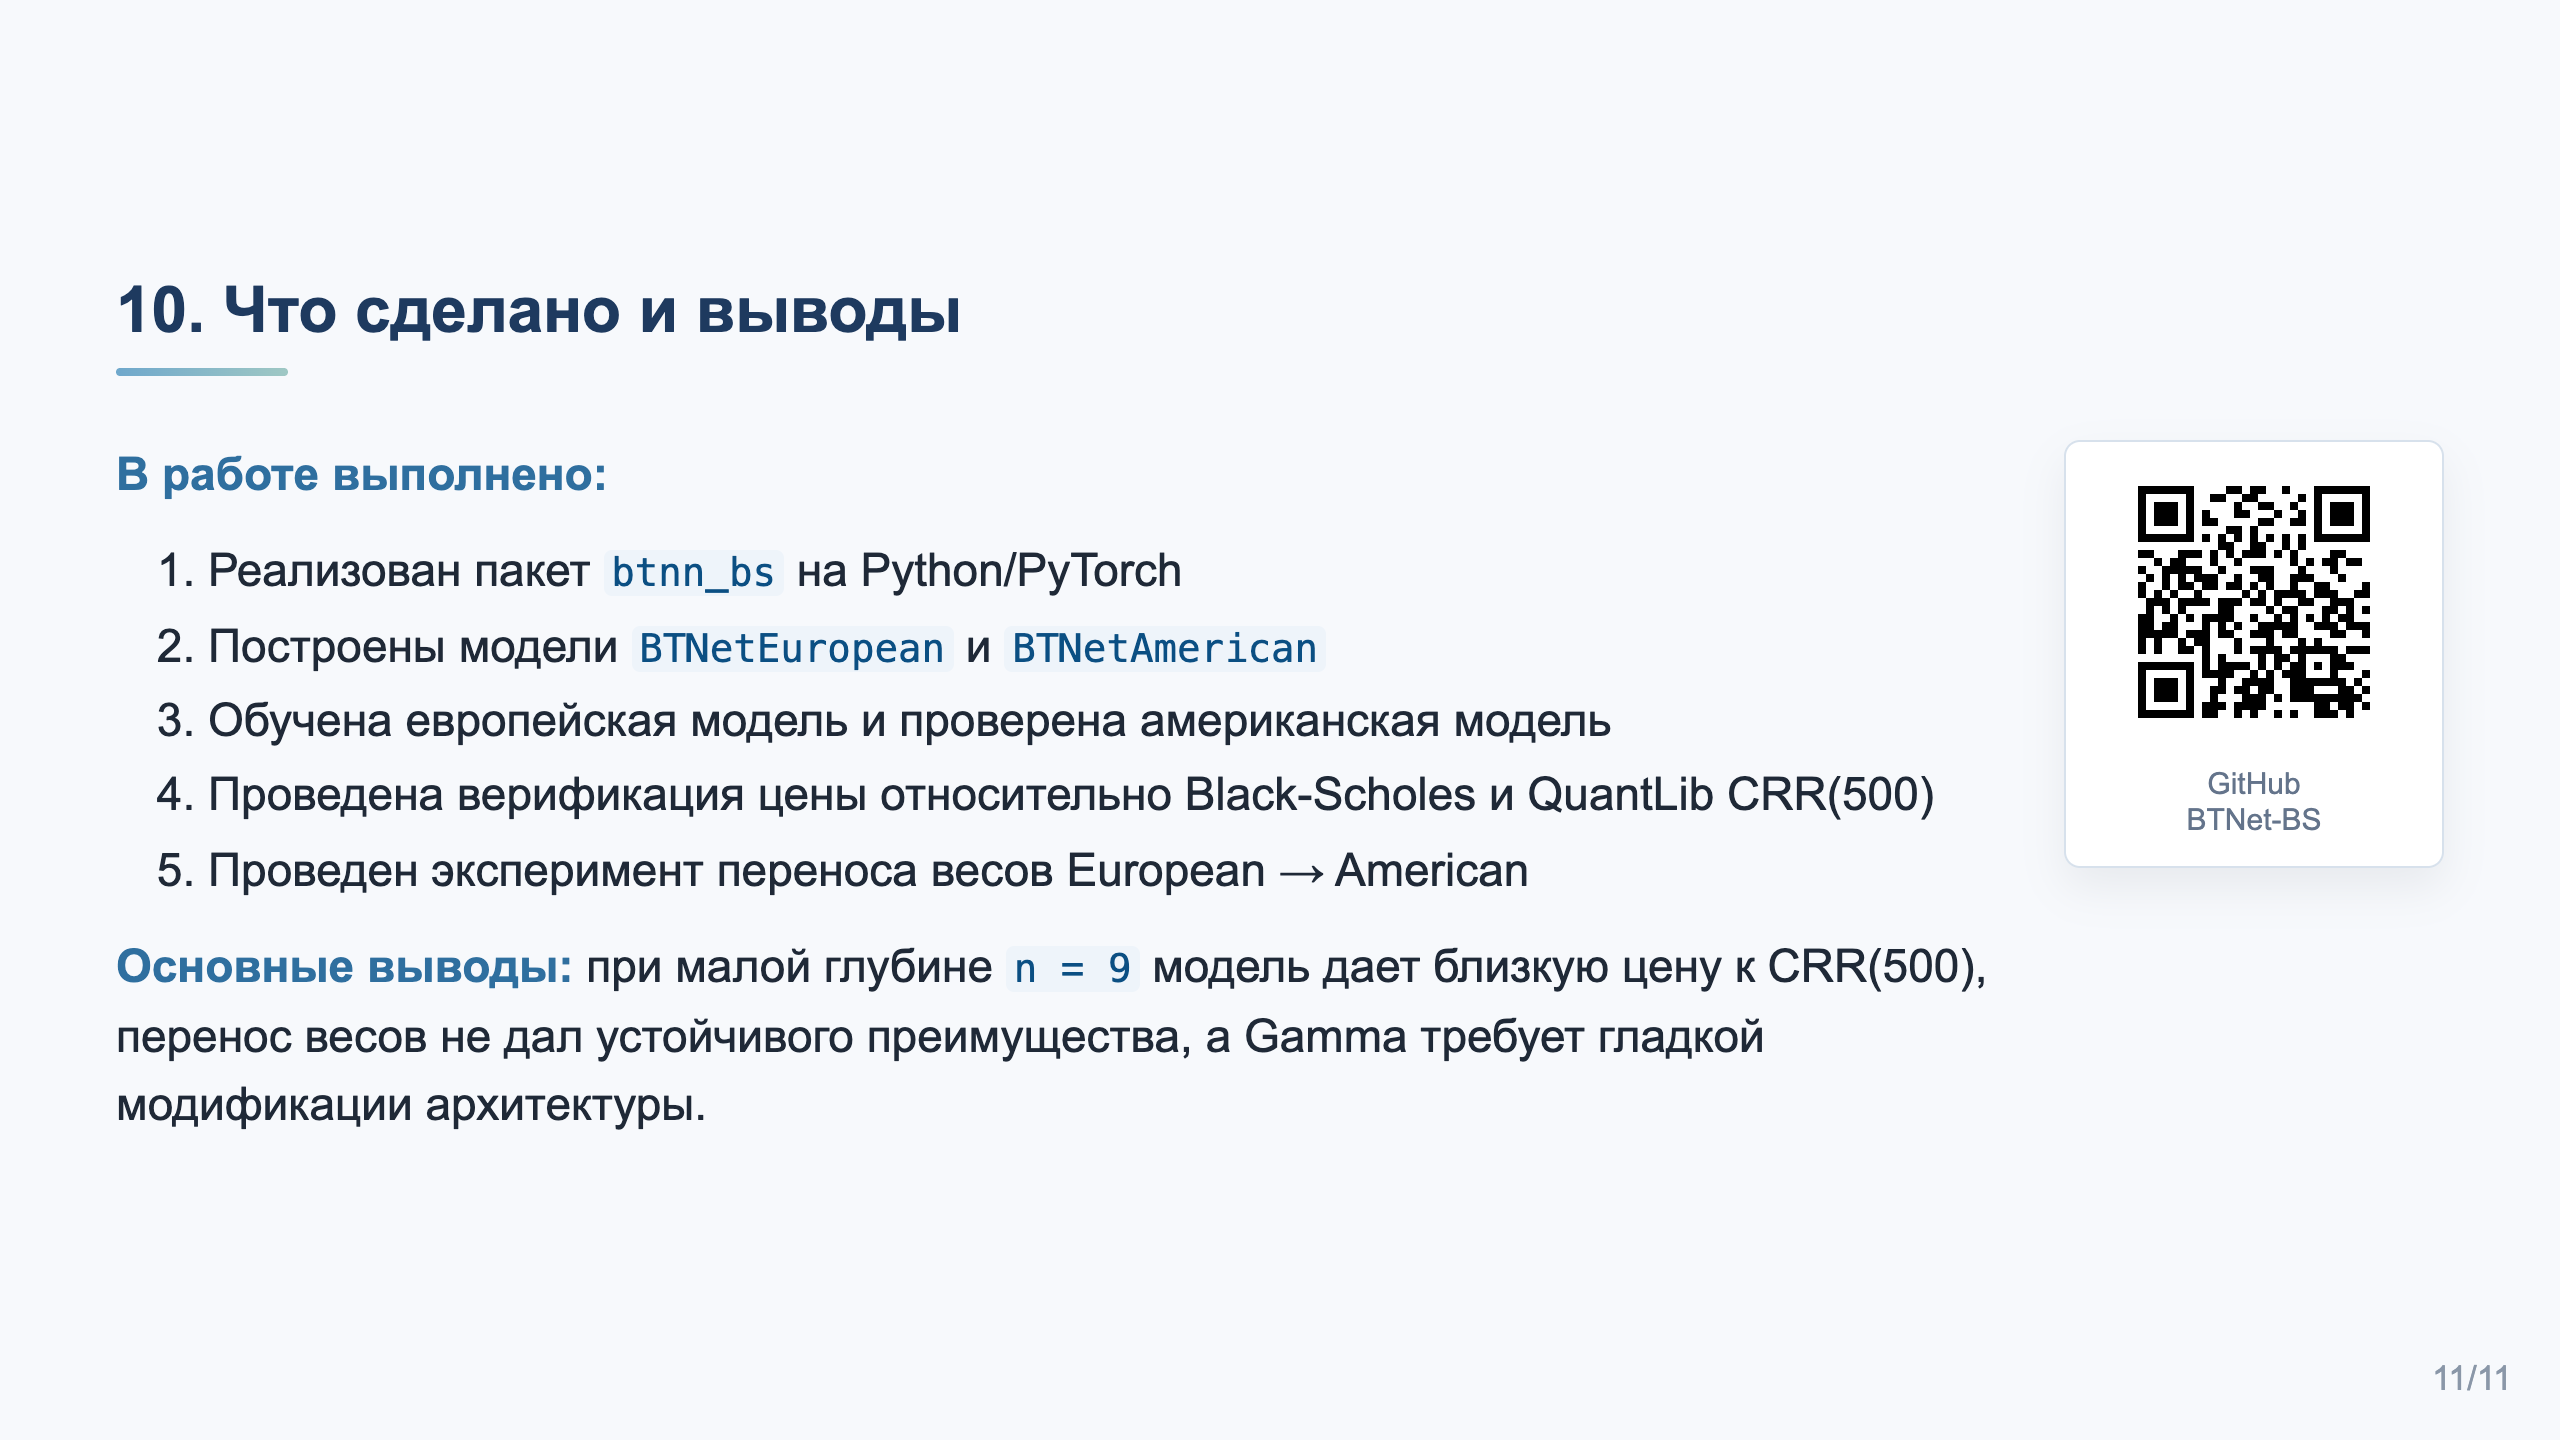 10. Что сделано и выводы
В работе выполнено:
1. Реализован пакет btnn_bs на Python/PyTorch
2. Построены модели BTNetEuropean и BTNetAmerican
3. Обучена европейская модель и проверена американская модель
4. Проведена верификация цены относительно Black-Scholes и QuantLib CRR(500)
5. Проведен эксперимент переноса весов European → American
Основные выводы: при малой глубине n = 9 модель дает близкую цену к CRR(500),
перенос весов не дал устойчивого преимущества, а Gamma требует гладкой
модификации архитектуры.
GitHub
BTNet-BS
11/11